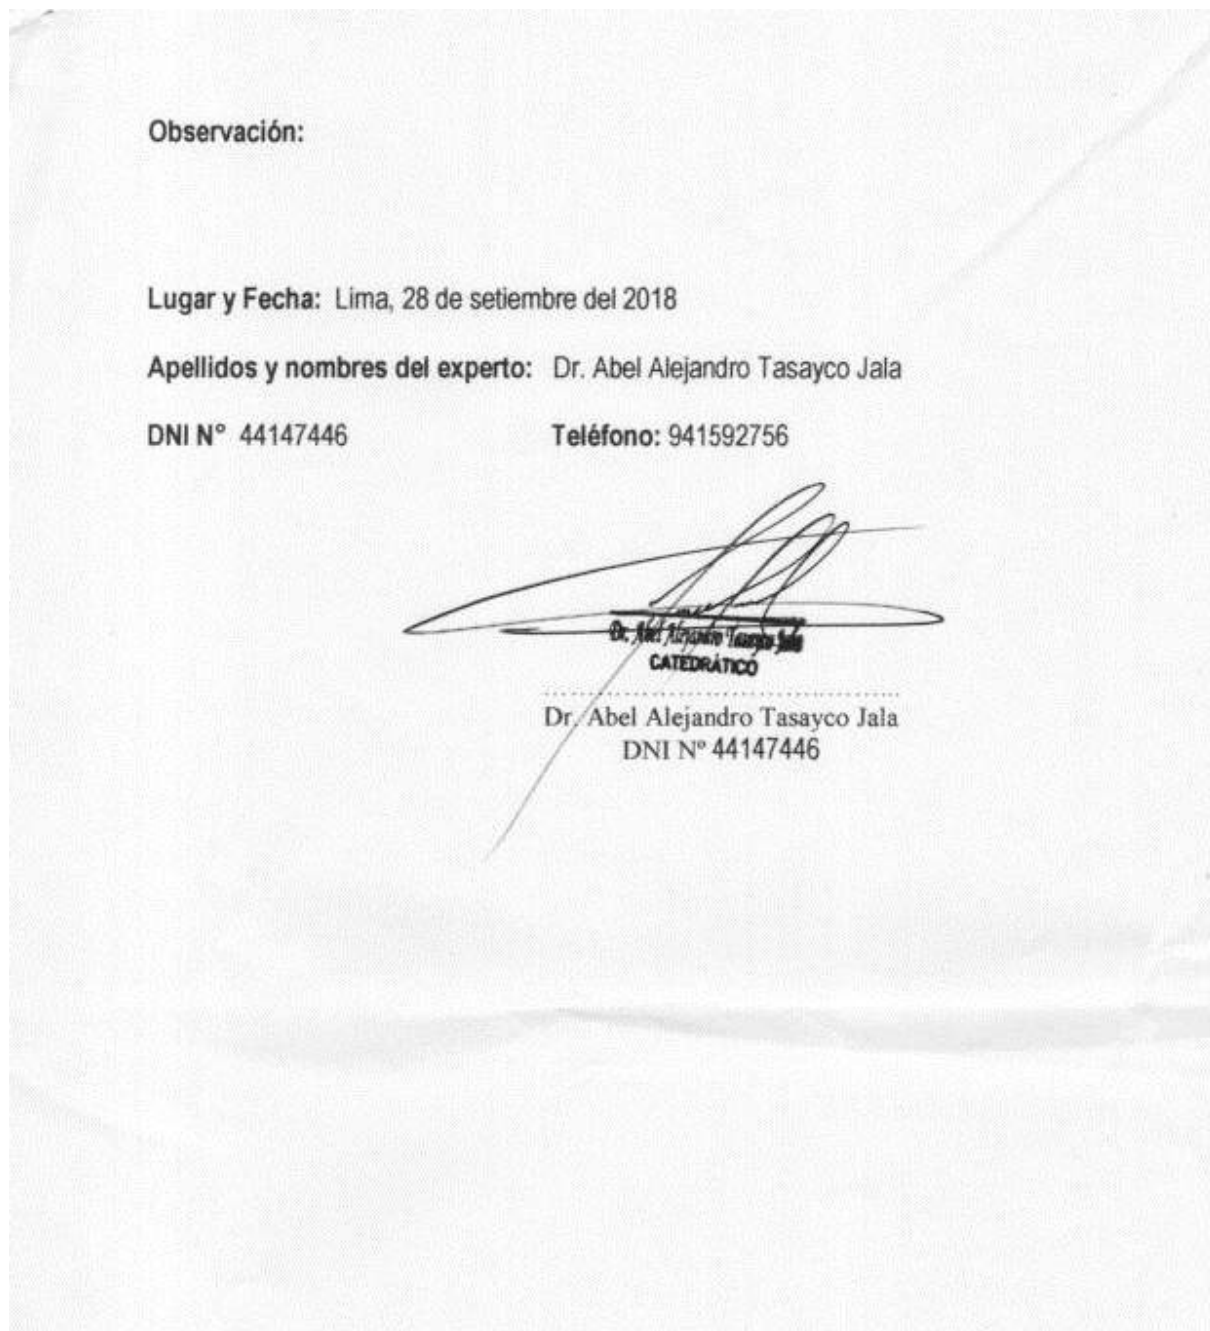 Observación:
Lugar y Fecha: Lima, 28 de setiembre del 2018
Apellidos y nombres del experto: Dr. Abel Alejandro Tasayco Jala
DNI N° 44147446 Teléfono: 941592756
Dr. Abel Alejandro Tasayco Jala
CATEDRÁTICO
Dr. Abel Alejandro Tasayco Jala
DNI Nº 44147446